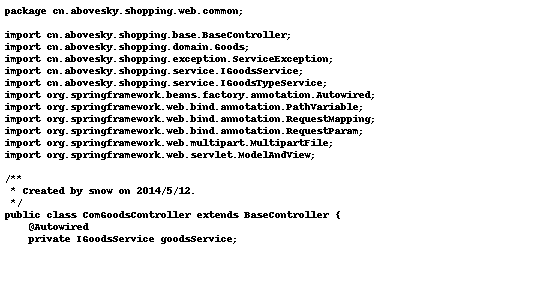 package cn.abovesky.shopping.web.common;

import cn.abovesky.shopping.base.BaseController;
import cn.abovesky.shopping.domain.Goods;
import cn.abovesky.shopping.exception.ServiceException;
import cn.abovesky.shopping.service.IGoodsService;
import cn.abovesky.shopping.service.IGoodsTypeService;
import org.springframework.beans.factory.annotation.Autowired;
import org.springframework.web.bind.annotation.PathVariable;
import org.springframework.web.bind.annotation.RequestMapping;
import org.springframework.web.bind.annotation.RequestParam;
import org.springframework.web.multipart.MultipartFile;
import org.springframework.web.servlet.ModelAndView;

/**
 * Created by snow on 2014/5/12.
 */
public class ComGoodsController extends BaseController {
    @Autowired
    private IGoodsService goodsService;